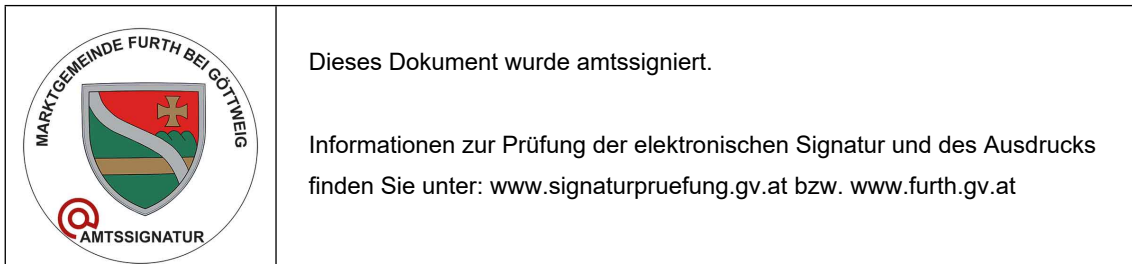 MARKTGEMEINDE FURTH BEI GÖTTWEIG
@
AMTSSIGNATUR
Dieses Dokument wurde amtssigniert.
Informationen zur Prüfung der elektronischen Signatur und des Ausdrucks
finden Sie unter: www.signaturpruefung.gv.at bzw. www.furth.gv.at